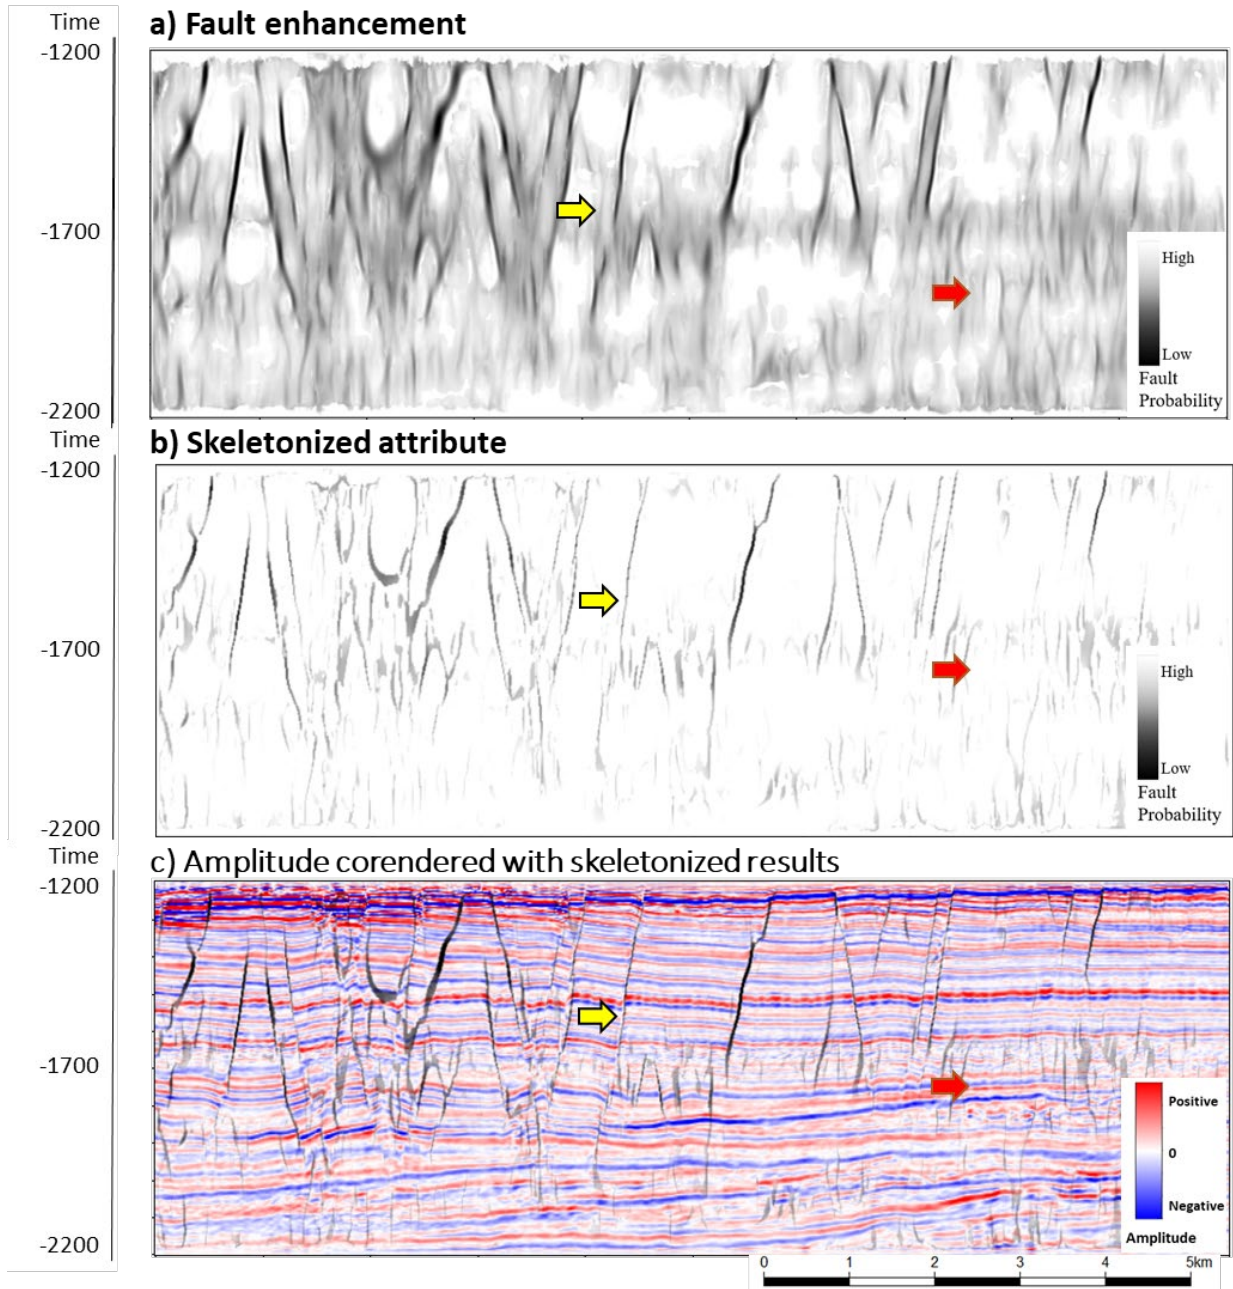 Time
a) Fault enhancement
-1200
-1700
High
Low
Fault
Probability
-2200
Time
b) Skeletonized attribute
-1200
-1700
High
Low
Fault
Probability
-2200
Time
c) Amplitude corendered with skeletonized results
-1200
-1700
Positive
0
Negative
Amplitude
-2200
0 1 2 3 4 5km